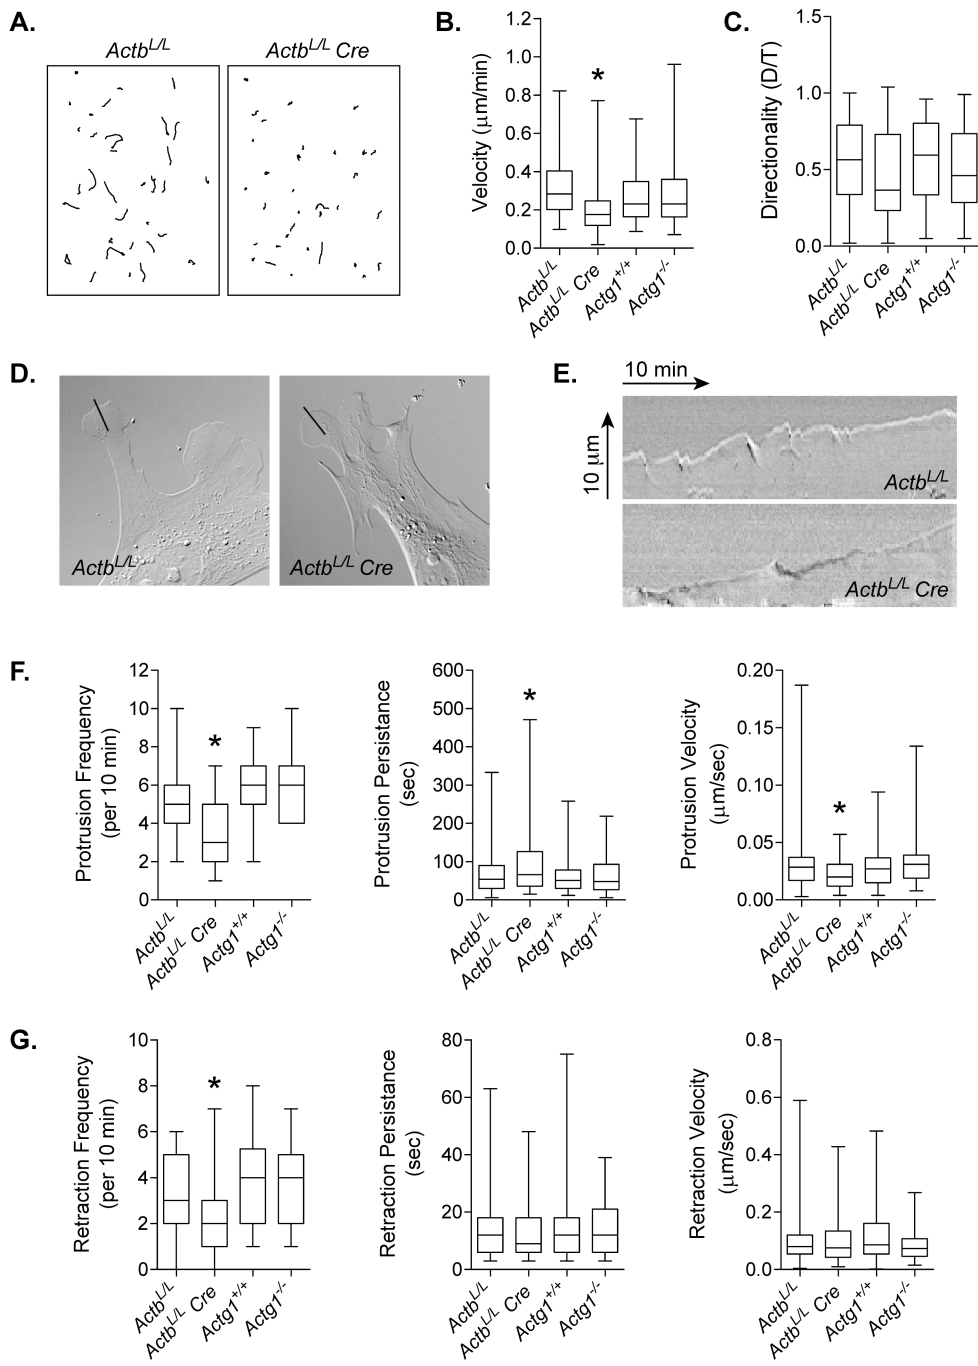 A.
Actb^L/L
Actb^L/L Cre
B.
Velocity (μm/min)
1.2
1.0
0.8
0.6
0.4
0.2
0.0
*
Actb^L/L
Actb^L/L Cre
Actg1^+/+
Actg1^-/-
C.
Directionality (D/T)
1.5
1.0
0.5
0.0
Actb^L/L
Actb^L/L Cre
Actg1^+/+
Actg1^-/-
D.
Actb^L/L
Actb^L/L Cre
E.
10 min
10 μm
Actb^L/L
Actb^L/L Cre
F.
Protrusion Frequency
(per 10 min)
12
10
8
6
4
2
0
*
Actb^L/L
Actb^L/L Cre
Actg1^+/+
Actg1^-/-
Protrusion Persistance
(sec)
600
500
400
300
200
100
0
*
Actb^L/L
Actb^L/L Cre
Actg1^+/+
Actg1^-/-
Protrusion Velocity
(μm/sec)
0.20
0.15
0.10
0.05
0.00
*
Actb^L/L
Actb^L/L Cre
Actg1^+/+
Actg1^-/-
G.
Retraction Frequency
(per 10 min)
10
8
6
4
2
0
*
Actb^L/L
Actb^L/L Cre
Actg1^+/+
Actg1^-/-
Retraction Persistance
(sec)
80
60
40
20
0
Actb^L/L
Actb^L/L Cre
Actg1^+/+
Actg1^-/-
Retraction Velocity
(μm/sec)
0.8
0.6
0.4
0.2
0.0
Actb^L/L
Actb^L/L Cre
Actg1^+/+
Actg1^-/-